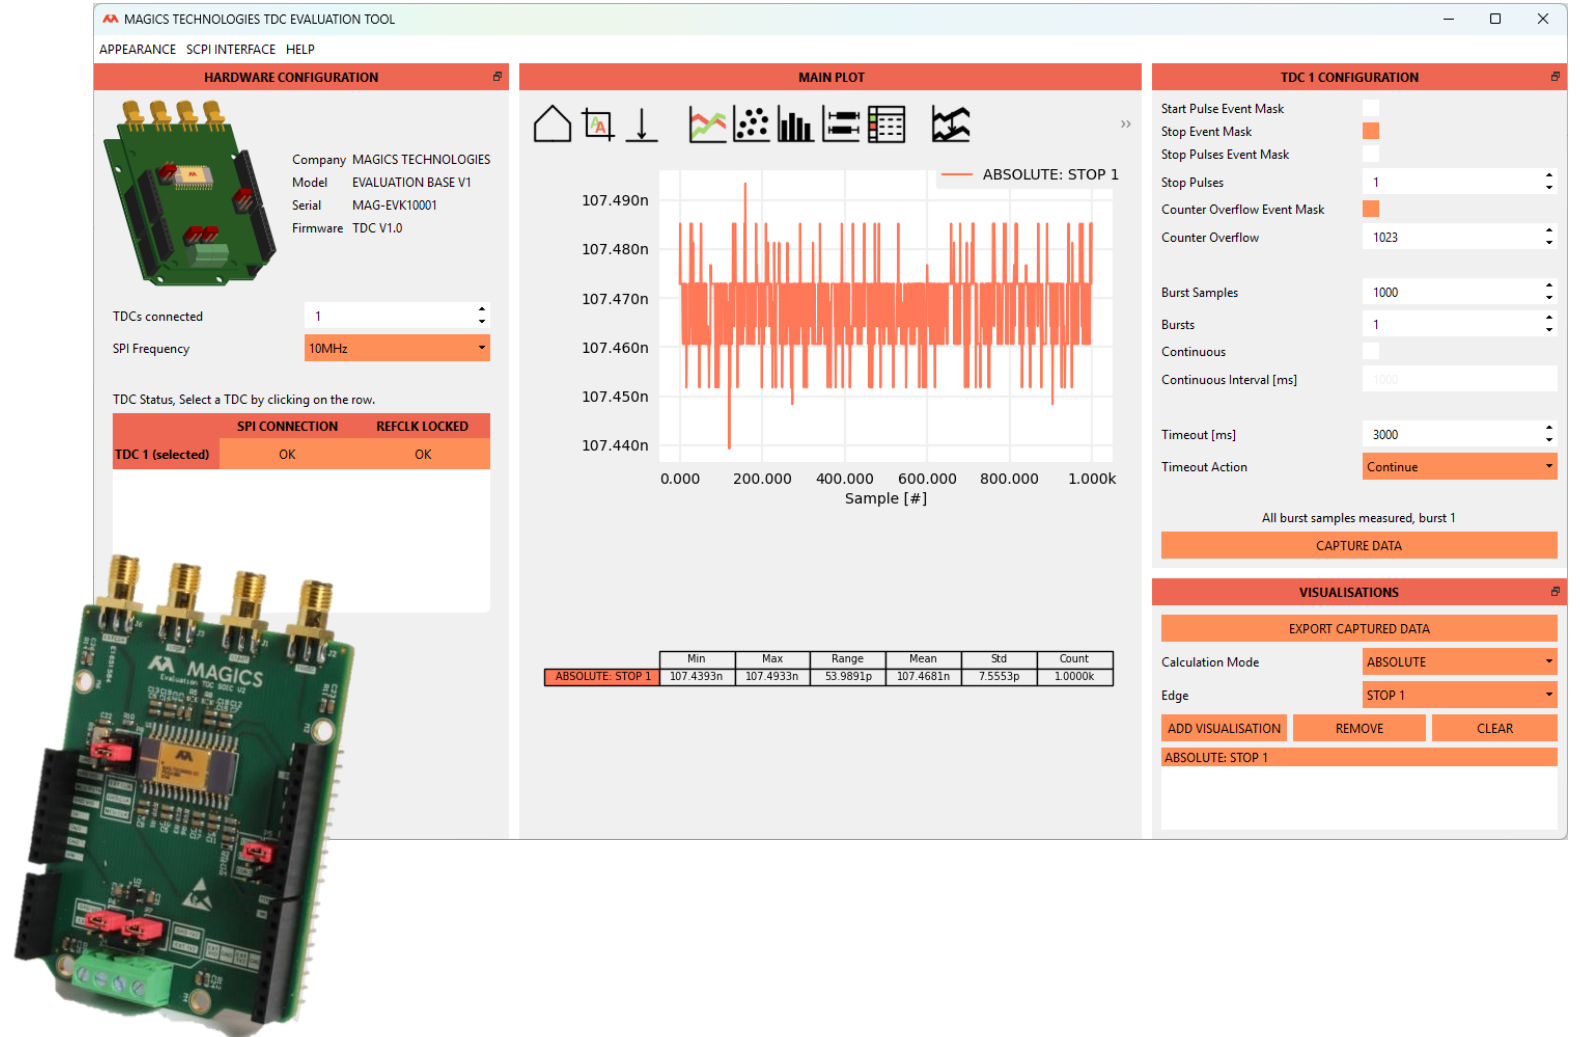 MAGICS TECHNOLOGIES TDC EVALUATION TOOL
APPEARANCE SCPI INTERFACE HELP
HARDWARE CONFIGURATION
Company MAGICS TECHNOLOGIES
Model EVALUATION BASE V1
Serial MAG-EVK10001
Firmware TDC V1.0
TDCs connected 1
SPI Frequency 10MHz
TDC Status, Select a TDC by clicking on the row.
SPI CONNECTION REFCLK LOCKED
TDC 1 (selected) OK OK
MAIN PLOT
ABSOLUTE: STOP 1
107.490n
107.480n
107.470n
107.460n
107.450n
107.440n
0.000 200.000 400.000 600.000 800.000 1.000k
Sample [#]
Min Max Range Mean Std Count
ABSOLUTE: STOP 1 107.4393n 107.4933n 53.9891p 107.4681n 7.5553p 1.0000k
TDC 1 CONFIGURATION
Start Pulse Event Mask
Stop Event Mask
Stop Pulses Event Mask
Stop Pulses 1
Counter Overflow Event Mask
Counter Overflow 1023
Burst Samples 1000
Bursts 1
Continuous
Continuous Interval [ms] 1000
Timeout [ms] 3000
Timeout Action Continue
All burst samples measured, burst 1
CAPTURE DATA
VISUALISATIONS
EXPORT CAPTURED DATA
Calculation Mode ABSOLUTE
Edge STOP 1
ADD VISUALISATION REMOVE CLEAR
ABSOLUTE: STOP 1
MAGICS
Evaluation TDC SOIC V2